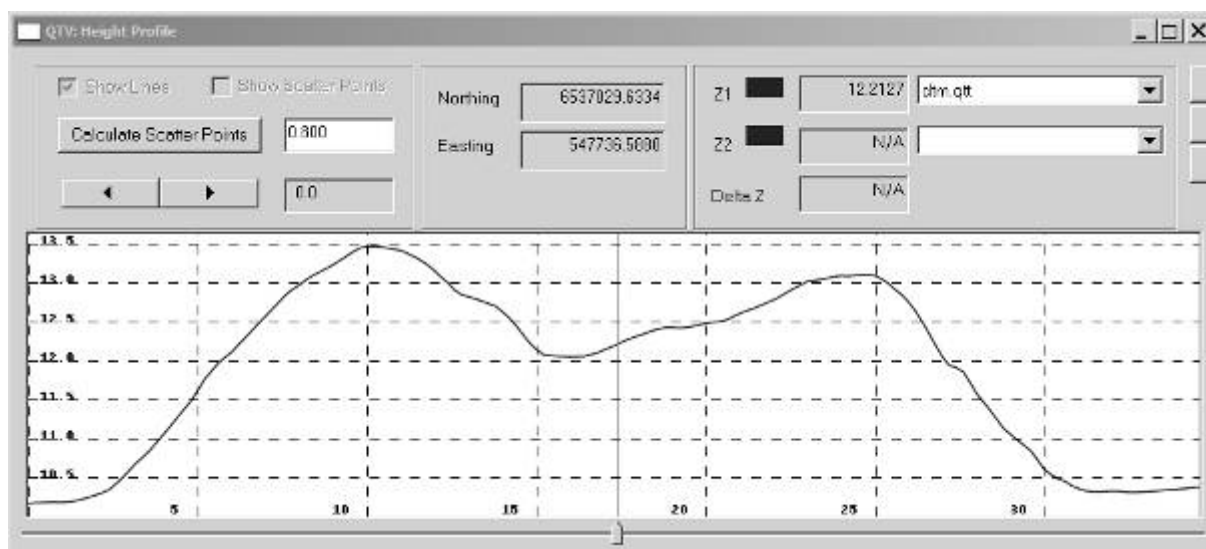 QTV: Height Profile
Show Lines
Show Scatter Points
Calculate Scatter Points
0.800
0.0
Northing
6537029.6334
Easting
Z1
12.2127
dtm.qtt
Z2
N/A
Delta Z
N/A
13.5
13.0
12.5
12.0
11.5
11.0
10.5
5
10
15
20
25
30